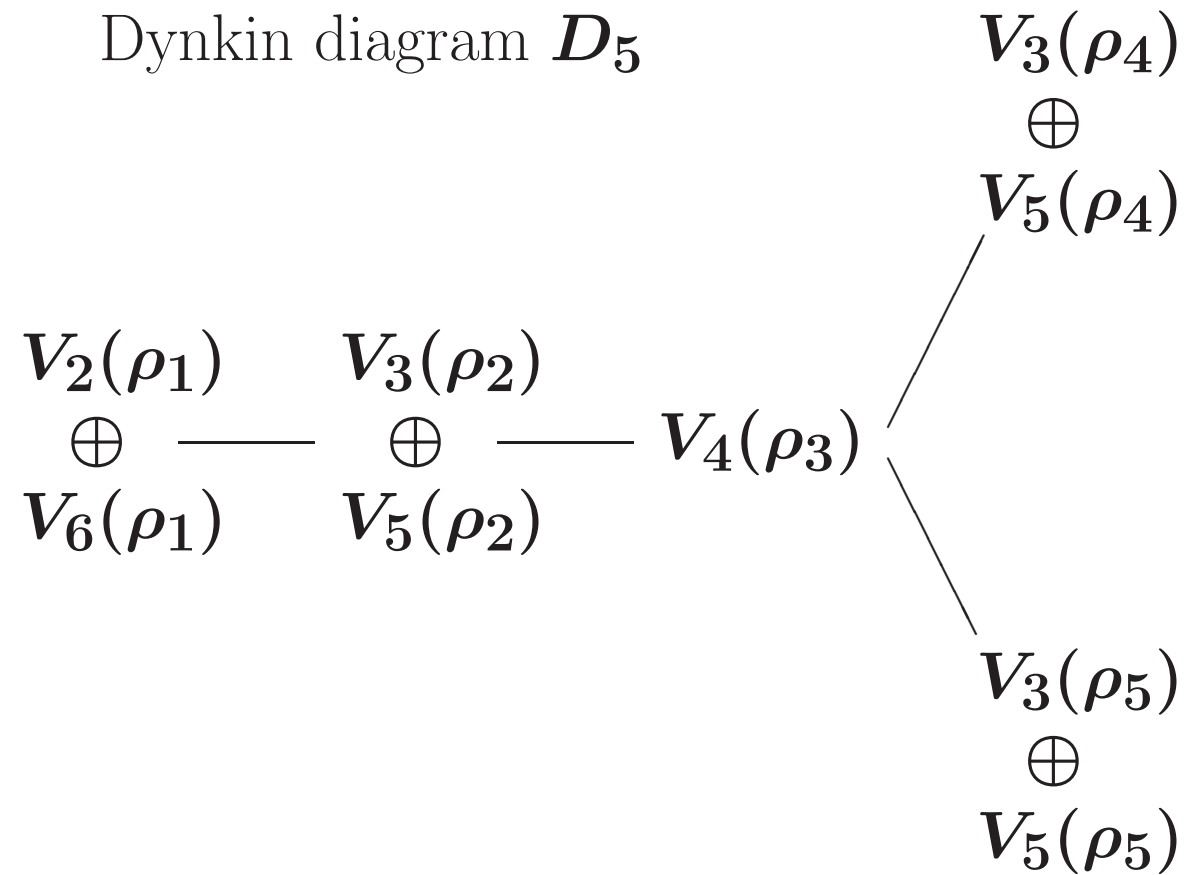 Dynkin diagram D₅
V₃(ρ₄)
⊕
V₅(ρ₄)
V₂(ρ₁)
⊕
V₆(ρ₁)
V₃(ρ₂)
⊕
V₅(ρ₂)
V₄(ρ₃)
V₃(ρ₅)
⊕
V₅(ρ₅)